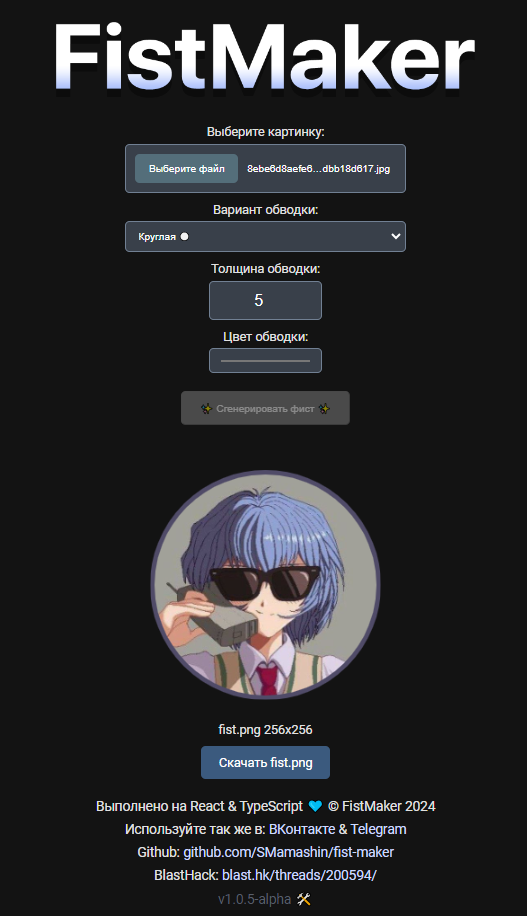 FistMaker
Выберите картинку:
Выберите файл 8ebe6d8aefe6...dbb18d617.jpg
Вариант обводки:
Круглая
Толщина обводки:
5
Цвет обводки:
✨ Сгенерировать фист ✨
fist.png 256x256
Скачать fist.png
Выполнено на React & TypeScript 💙 © FistMaker 2024
Используйте так же в: ВКонтакте & Telegram
Github: github.com/SMamashin/fist-maker
BlastHack: blast.hk/threads/200594/
v1.0.5-alpha 🛠️